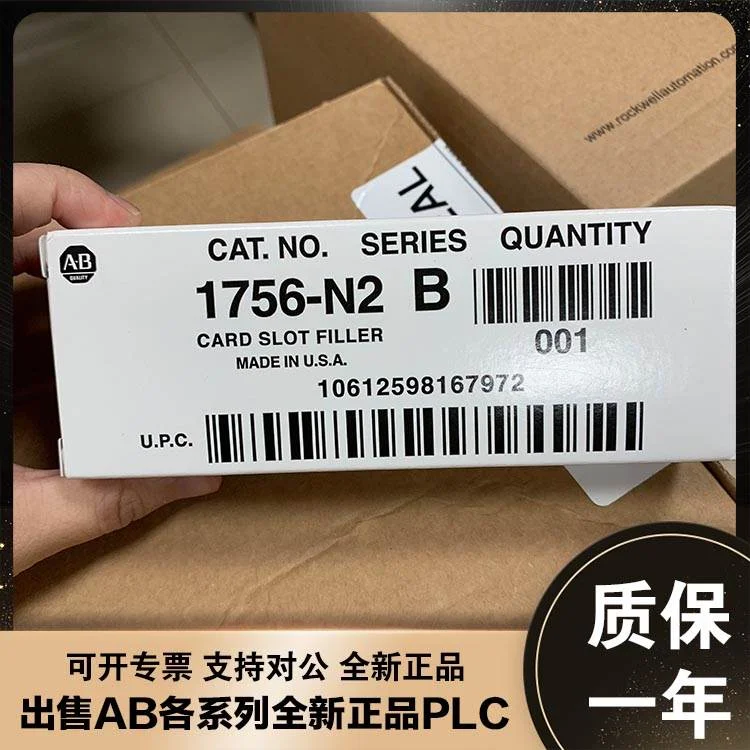 www.rockwellautomation.com
EAL
A-B
QUALITY
CAT. NO. SERIES QUANTITY
1756-N2 B
CARD SLOT FILLER
001
MADE IN U.S.A.
10612598167972
U.P.C.
质保
一年
可开专票 支持对公 全新正品
出售AB各系列全新正品PLC